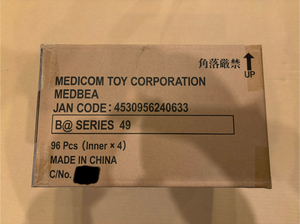 角落厳禁
UP
MEDICOM TOY CORPORATION
MEDBEA
JAN CODE: 4530956240633
B@ SERIES 49
96 Pcs (Inner × 4)
MADE IN CHINA
C/No.